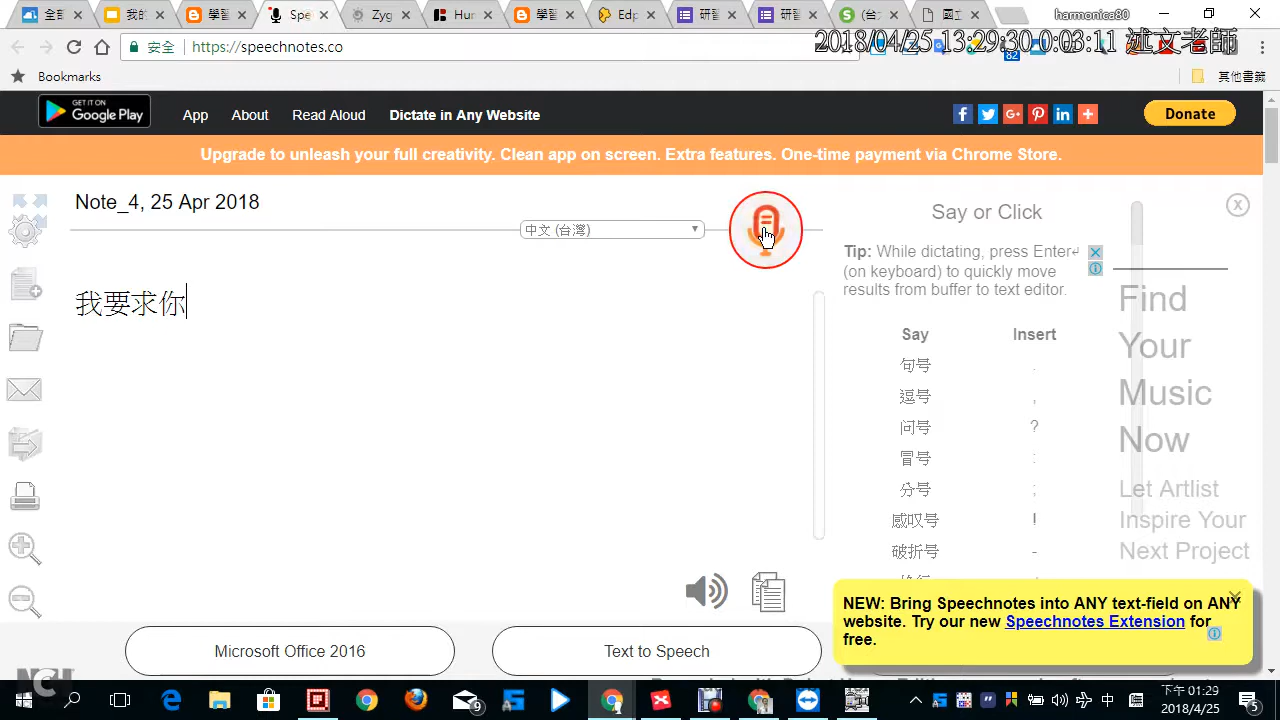 全新
我的
學習
Spe
Zyg
Hur
學習
Edp
研習
研習
(台
國立
harmonica80
安全
https://speechnotes.co
2018/04/25 13:29:30 0:03:11 述文老師
82
Bookmarks
其他書籤
GET IT ON
Google Play
App
About
Read Aloud
Dictate in Any Website
Donate
Upgrade to unleash your full creativity. Clean app on screen. Extra features. One-time payment via Chrome Store.
Note_4, 25 Apr 2018
中文 (台灣)
我要求你
Say or Click
Tip: While dictating, press Enter↵
(on keyboard) to quickly move
results from buffer to text editor.
Say Insert
句号 .
逗号 ,
问号 ?
冒号 :
分号 ;
感叹号 !
破折号 -
Find
Your
Music
Now
Let Artlist
Inspire Your
Next Project
NEW: Bring Speechnotes into ANY text-field on ANY
website. Try our new Speechnotes Extension for
free.
Microsoft Office 2016
Text to Speech
NCH
9
中
下午 01:29
2018/4/25
5